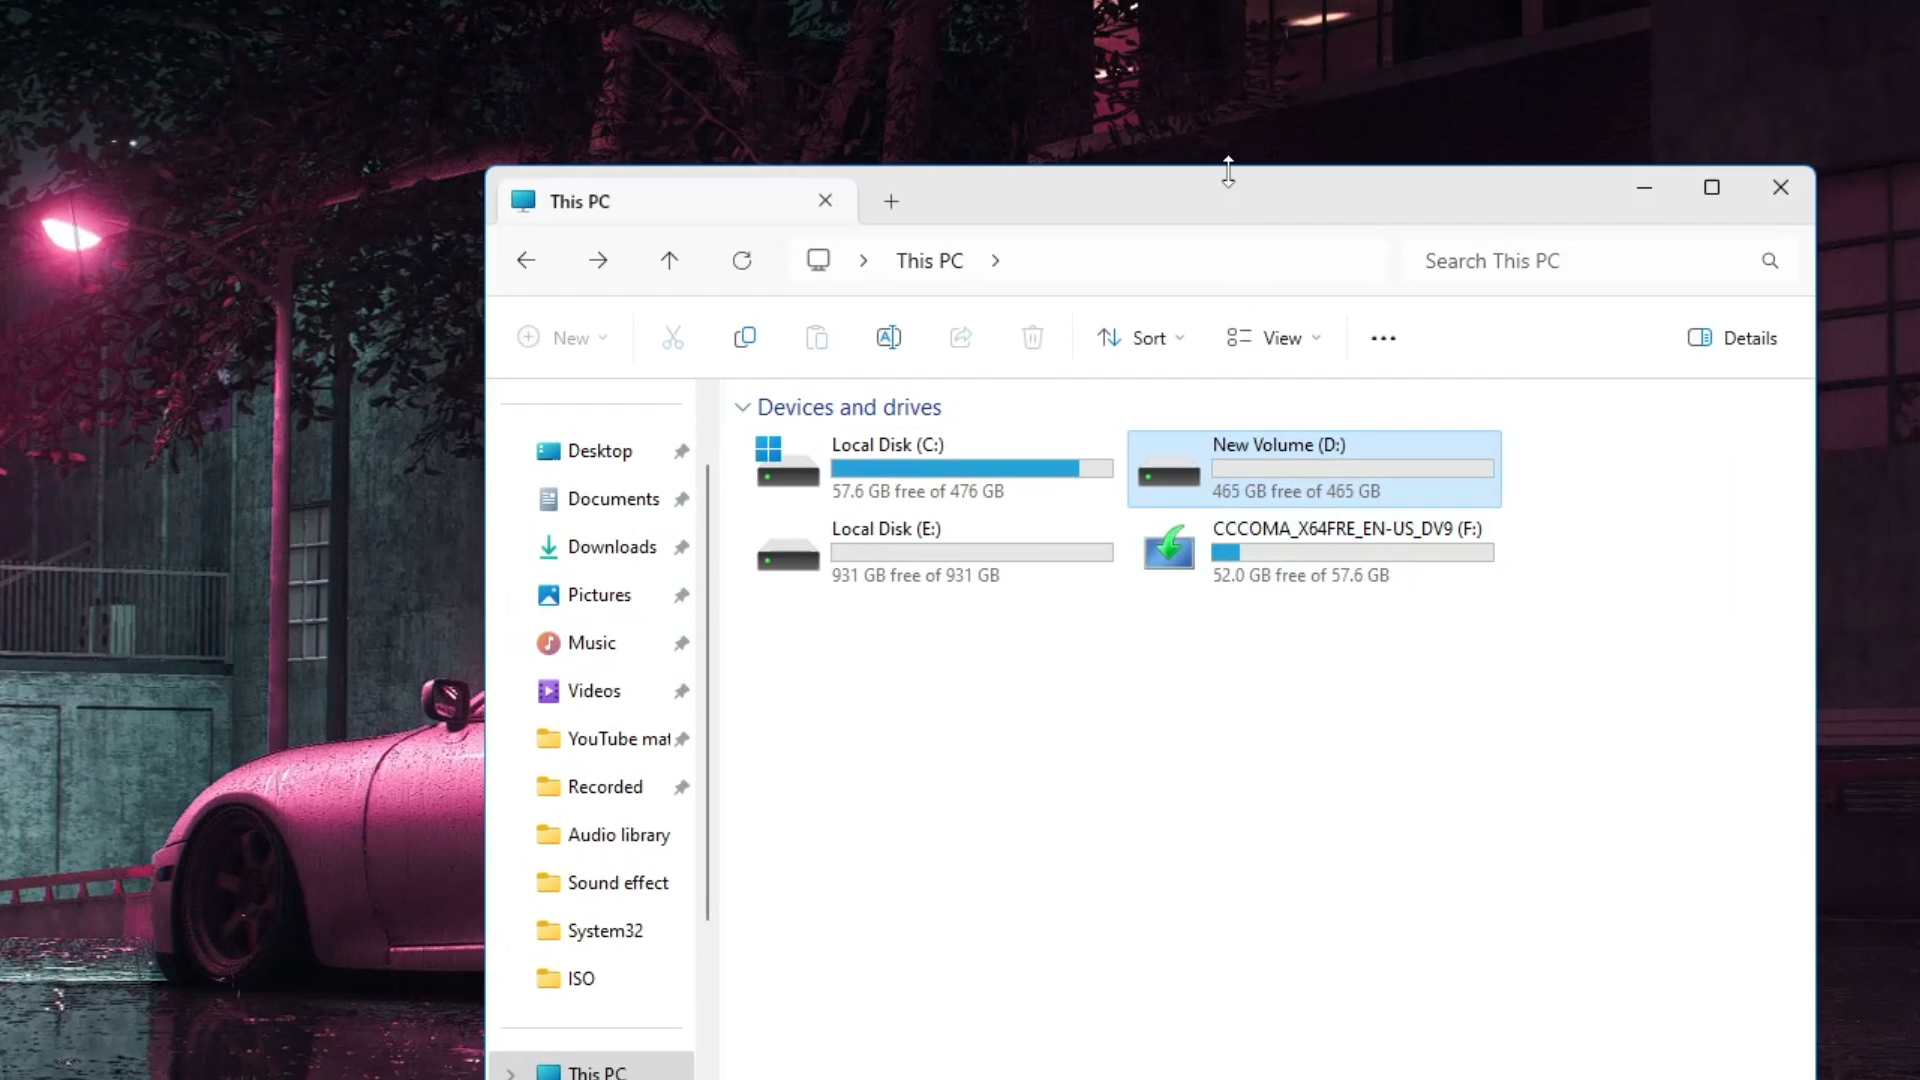 This PC
This PC
Search This PC
New
Sort
View
Details
Devices and drives
Local Disk (C:)
57.6 GB free of 476 GB
New Volume (D:)
465 GB free of 465 GB
Local Disk (E:)
931 GB free of 931 GB
CCCOMA_X64FRE_EN-US_DV9 (F:)
52.0 GB free of 57.6 GB
Desktop
Documents
Downloads
Pictures
Music
Videos
YouTube mat
Recorded
Audio library
Sound effect
System32
ISO
This PC